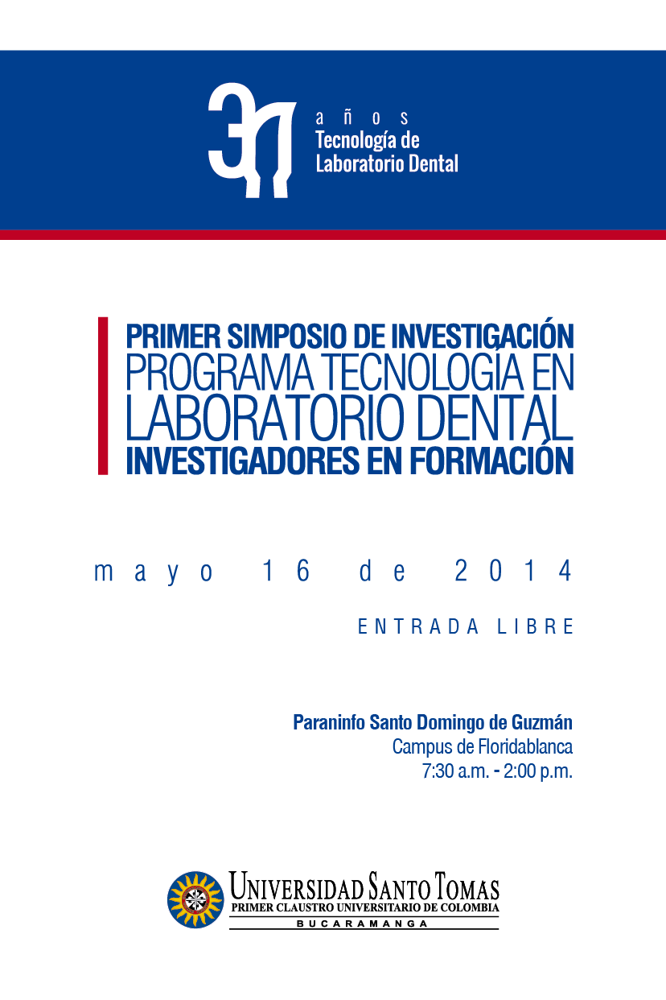 30 años
Tecnología de
Laboratorio Dental
PRIMER SIMPOSIO DE INVESTIGACIÓN
PROGRAMA TECNOLOGÍA EN
LABORATORIO DENTAL
INVESTIGADORES EN FORMACIÓN
mayo 16 de 2014
ENTRADA LIBRE
Paraninfo Santo Domingo de Guzmán
Campus de Floridablanca
7:30 a.m. - 2:00 p.m.
UNIVERSIDAD SANTO TOMAS
PRIMER CLAUSTRO UNIVERSITARIO DE COLOMBIA
BUCARAMANGA